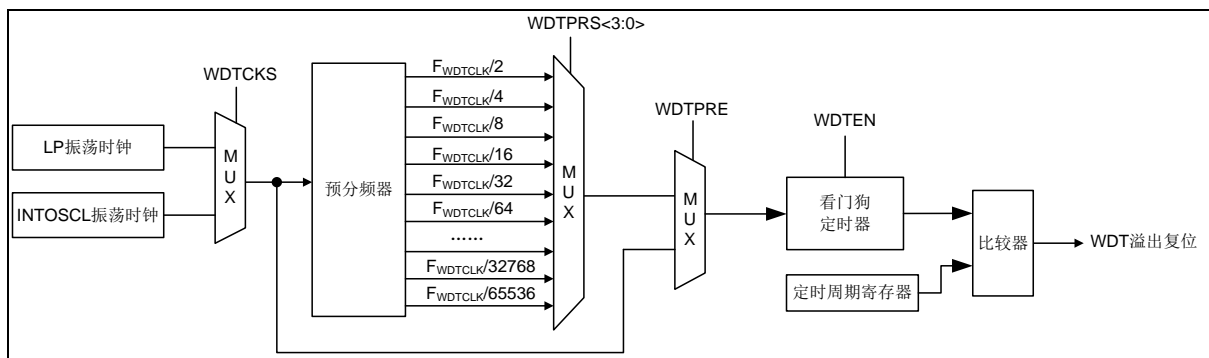 WDTPRS<3:0>
WDTCKS
LP振荡时钟
INTOSCL振荡时钟
MUX
预分频器
FWDTCLK/2
FWDTCLK/4
FWDTCLK/8
FWDTCLK/16
FWDTCLK/32
FWDTCLK/64
……
FWDTCLK/32768
FWDTCLK/65536
MUX
WDTPRE
MUX
WDTEN
看门狗
定时器
定时周期寄存器
比较器
WDT溢出复位